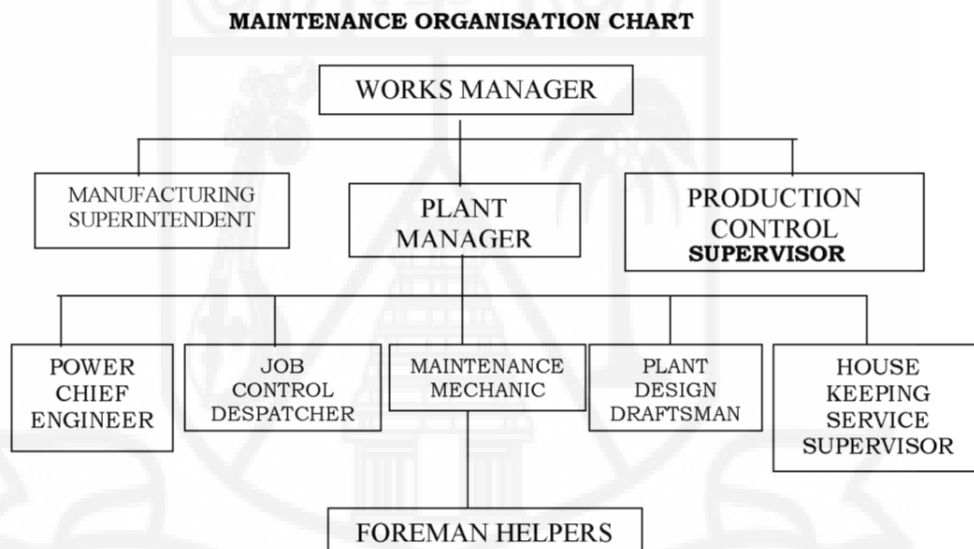 MAINTENANCE ORGANISATION CHART
WORKS MANAGER
MANUFACTURING
SUPERINTENDENT
PLANT
MANAGER
PRODUCTION
CONTROL
SUPERVISOR
POWER
CHIEF
ENGINEER
JOB
CONTROL
DESPATCHER
MAINTENANCE
MECHANIC
PLANT
DESIGN
DRAFTSMAN
HOUSE
KEEPING
SERVICE
SUPERVISOR
FOREMAN HELPERS